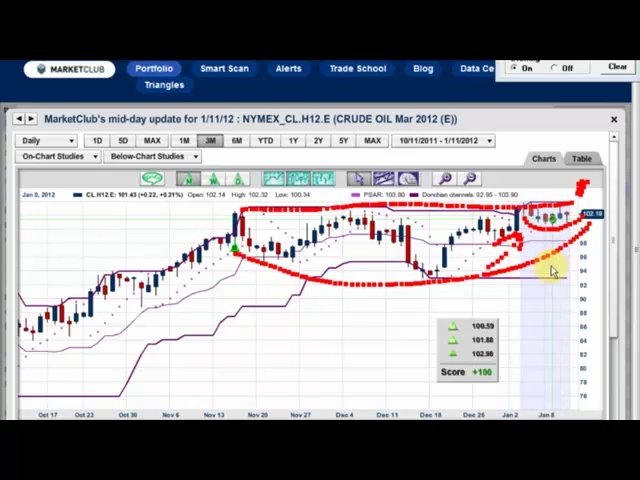 On Off Clear
MARKETCLUB Portfolio Smart Scan Alerts Trade School Blog Data Ce
Triangles
MarketClub's mid-day update for 1/11/12 : NYMEX_CL.H12.E (CRUDE OIL Mar 2012 (E))
Daily 1D 5D MAX 1M 3M 6M YTD 1Y 2Y 5Y MAX 10/11/2011 - 1/11/2012
On-Chart Studies Below-Chart Studies Charts Table
M W D
Jan 8, 2012 CL.H12.E: 101.43 (+0.22, +0.21%) Open: 102.14 High: 102.32 Low: 100.34 PSAR: 103.90 Donchian channels: 92.95 - 103.90
102.19
98
96
94
92
90
88
86
84
82
80
78
76
100.59
101.88
102.98
Score +100
Oct 17 Oct 23 Oct 30 Nov 6 Nov 13 Nov 20 Nov 28 Dec 4 Dec 11 Dec 18 Dec 26 Jan 2 Jan 8